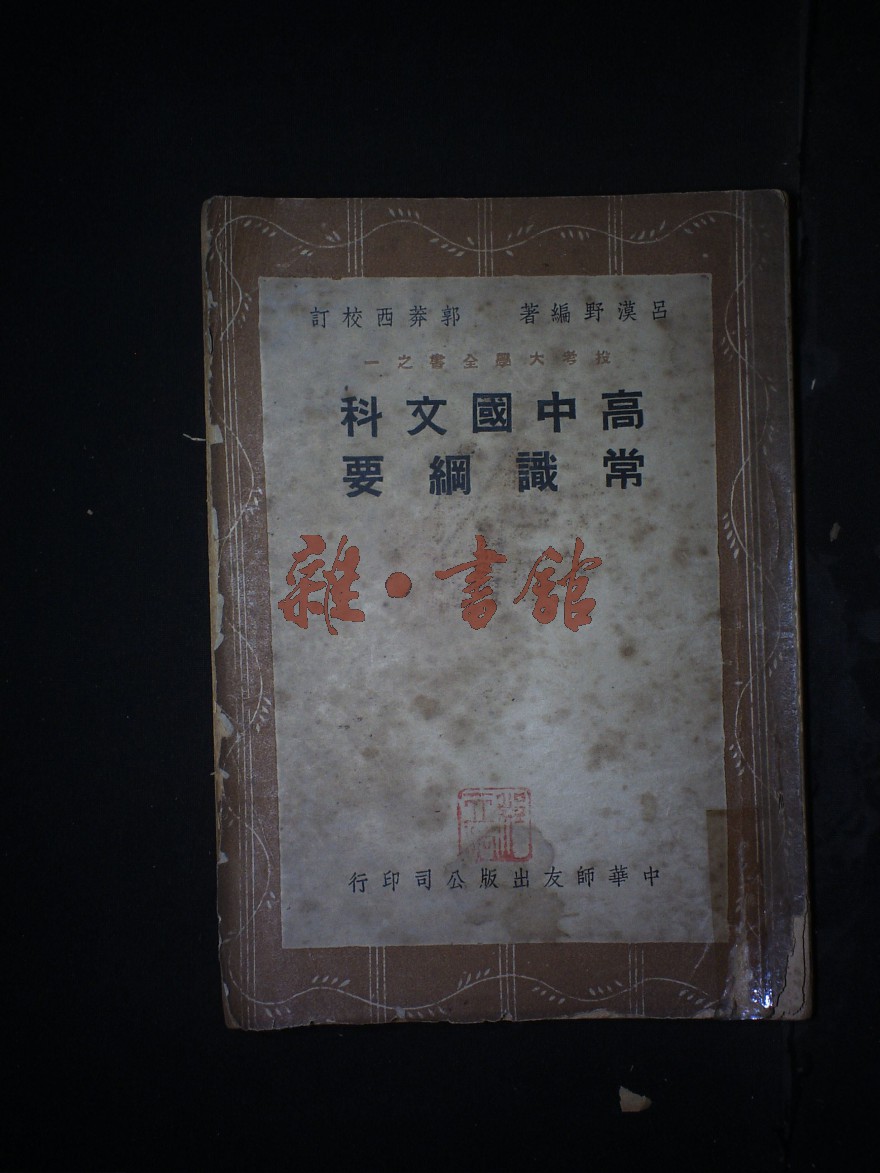 呂漠野編著　郭莽西校訂
投考大學全書之一
高中國文科
常識綱要
雜·書館
中華師友出版公司印行